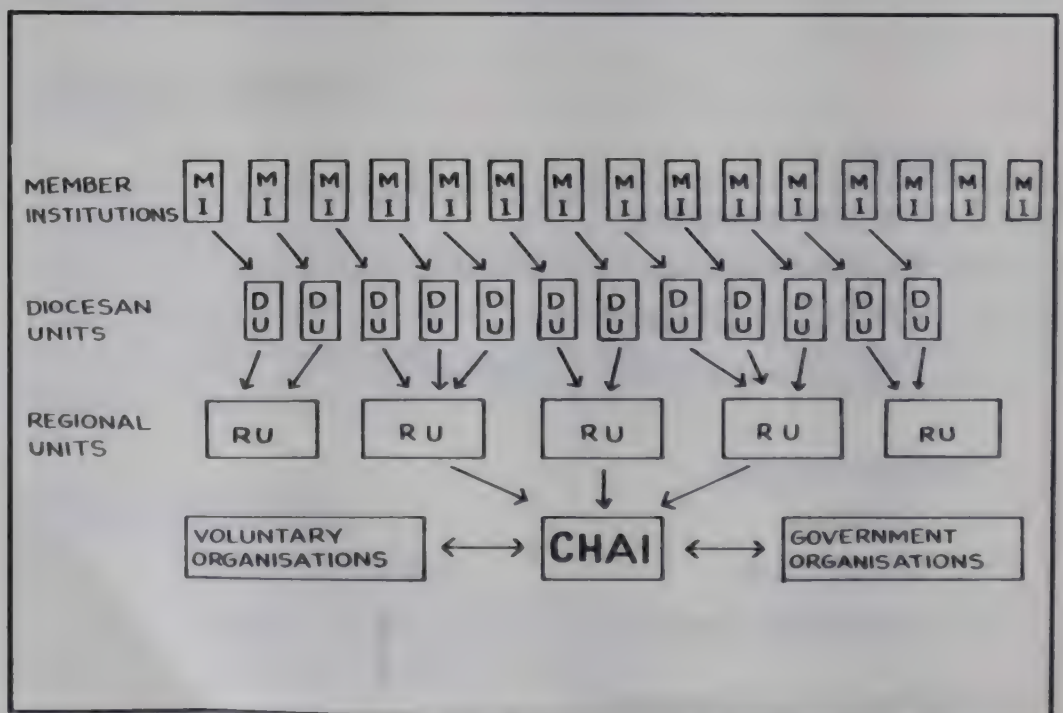 MEMBER
INSTITUTIONS
M M M M M M M M M M M M M M M
I I I I I I I I I I I I I I I
DIOCESAN
UNITS
D D D D D D D D D D D D
U U U U U U U U U U U U
REGIONAL
UNITS
RU RU RU RU RU
VOLUNTARY
ORGANISATIONS
CHAI
GOVERNMENT
ORGANISATIONS